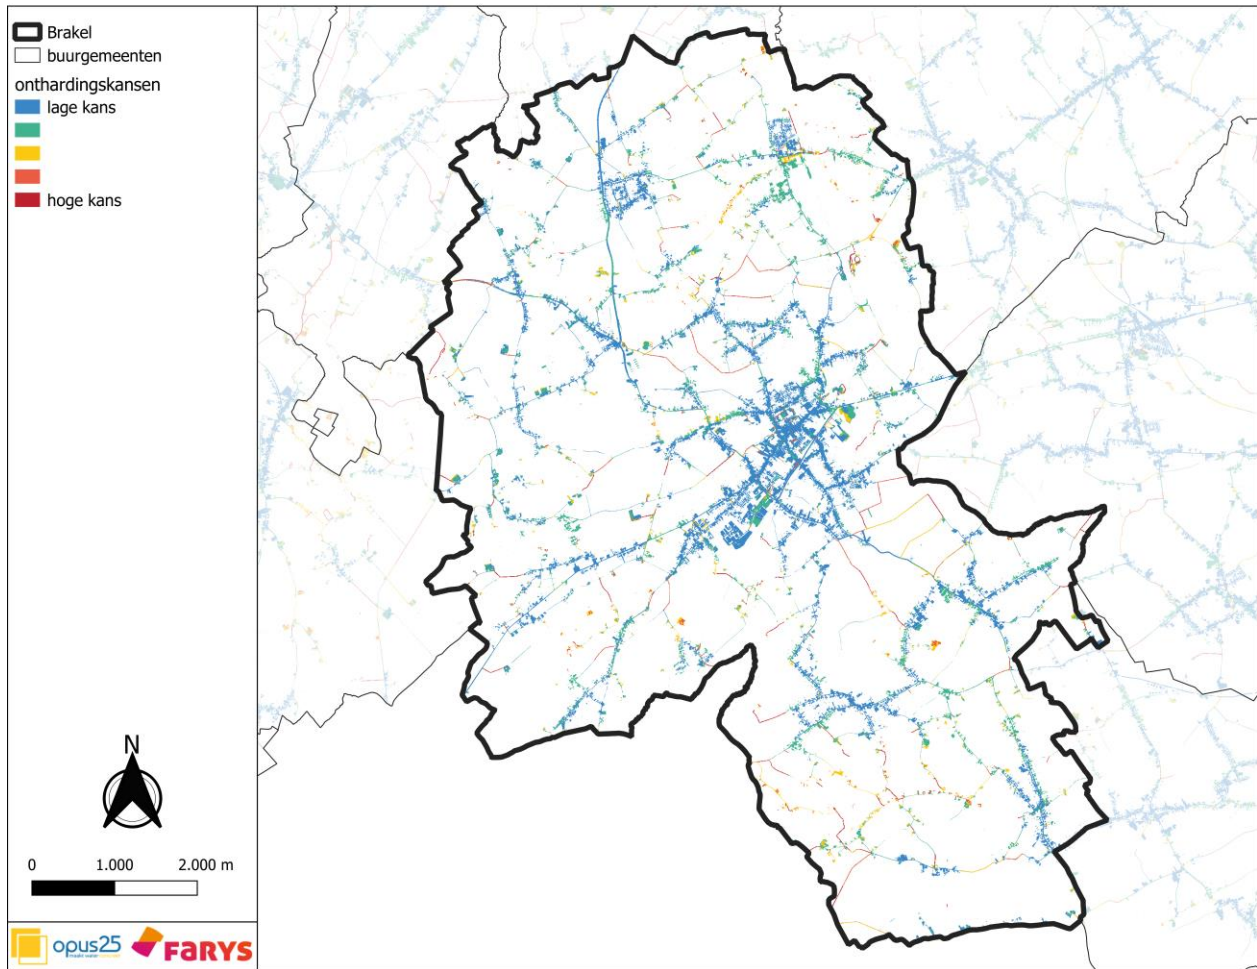 Brakel
buurgemeenten
onthardingskansen
lage kans
hoge kans
N
0 1.000 2.000 m
opus25
FARYS